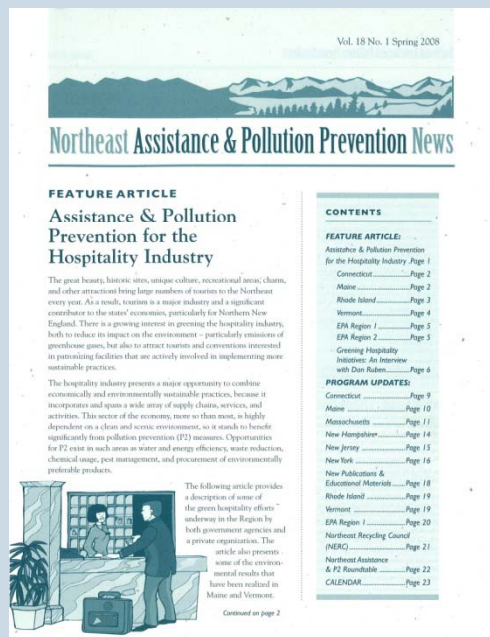 Vol. 18 No. 1 Spring 2008
Northeast Assistance & Pollution Prevention News
FEATURE ARTICLE
Assistance & Pollution
Prevention for the
Hospitality Industry
The great beauty, historic sites, unique culture, recreational areas, charm,
and other attractions bring large numbers of tourists to the Northeast
every year. As a result, tourism is a major industry and a significant
contributor to the states' economies, particularly for Northern New
England. There is a growing interest in greening the hospitality industry,
both to reduce its impact on the environment – particularly emissions of
greenhouse gases, but also to attract tourists and conventions interested
in patronizing facilities that are actively involved in implementing more
sustainable practices.
The hospitality industry presents a major opportunity to combine
economically and environmentally sustainable practices, because it
incorporates and spans a wide array of supply chains, services, and
activities. This sector of the economy, more so than most, is highly
dependent on a clean and scenic environment, so it stands to benefit
significantly from pollution prevention (P2) measures. Opportunities
for P2 exist in such areas as water and energy efficiency, waste reduction,
chemical usage, pest management, and procurement of environmentally
preferable products.
The following article provides
a description of some of
the green hospitality efforts
underway in the Region by
both government agencies and
a private organization. The
article also presents
some of the environ-
mental results that
have been realized in
Maine and Vermont.
Continued on page 2
CONTENTS
FEATURE ARTICLE:
Assistance & Pollution Prevention
for the Hospitality Industry .Page 1
Connecticut ............Page 2
Maine ......................Page 2
Rhode Island ...........Page 3
Vermont...................Page 4
EPA Region 1 ..........Page 5
EPA Region 2 ..........Page 5
Greening Hospitality
Initiatives: An Interview
with Dan Ruben.........Page 6
PROGRAM UPDATES:
Connecticut .....................Page 9
Maine .............................Page 10
Massachusetts ................Page 11
New Hampshire..............Page 14
New Jersey .....................Page 15
New York .......................Page 16
New Publications &
Educational Materials ......Page 18
Rhode Island ..................Page 19
Vermont .........................Page 19
EPA Region 1..................Page 20
Northeast Recycling Council
(NERC) ..........................Page 21
Northeast Assistance
& P2 Roundtable ............Page 22
CALENDAR.....................Page 23